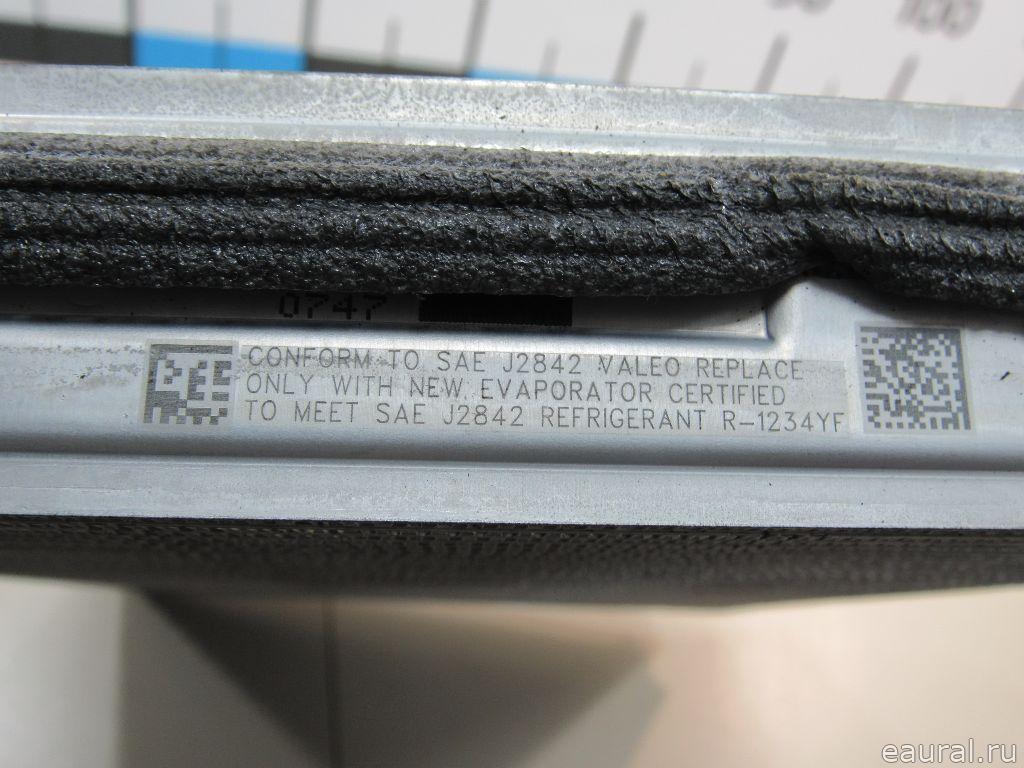 100
0747
CONFORM TO SAE J2842 VALEO REPLACE
ONLY WITH NEW EVAPORATOR CERTIFIED
TO MEET SAE J2842 REFRIGERANT R-1234YF
eaural.ru